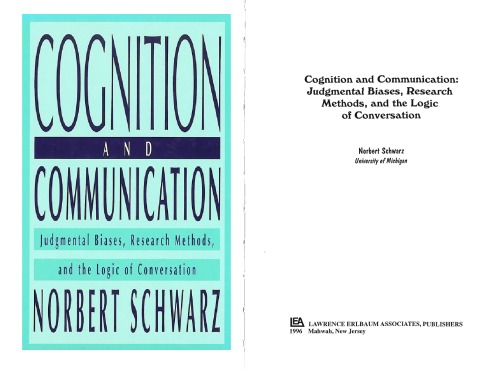 COGNITION
AND
COMMUNICATION
Judgmental Biases, Research Methods,
and the Logic of Conversation
NORBERT SCHWARZ
Cognition and Communication:
Judgmental Biases, Research
Methods, and the Logic
of Conversation
Norbert Schwarz
University of Michigan
LEA LAWRENCE ERLBAUM ASSOCIATES, PUBLISHERS
1996 Mahwah, New Jersey